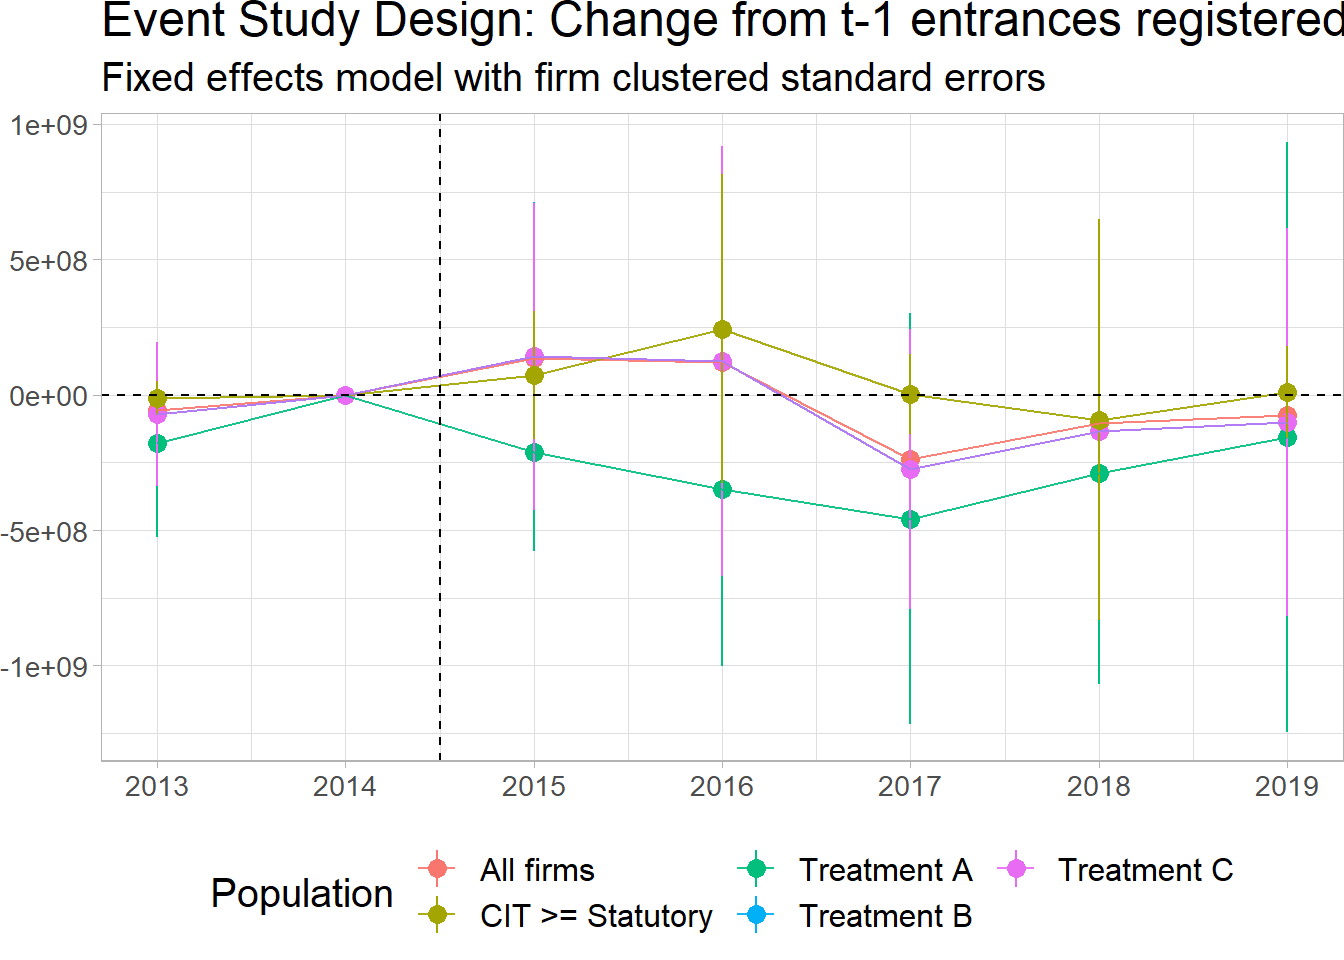 Event Study Design: Change from t-1 entrances registered
Fixed effects model with firm clustered standard errors
1e+09
5e+08
0e+00
-5e+08
-1e+09
2013 2014 2015 2016 2017 2018 2019
Population
All firms Treatment A Treatment C
CIT >= Statutory Treatment B